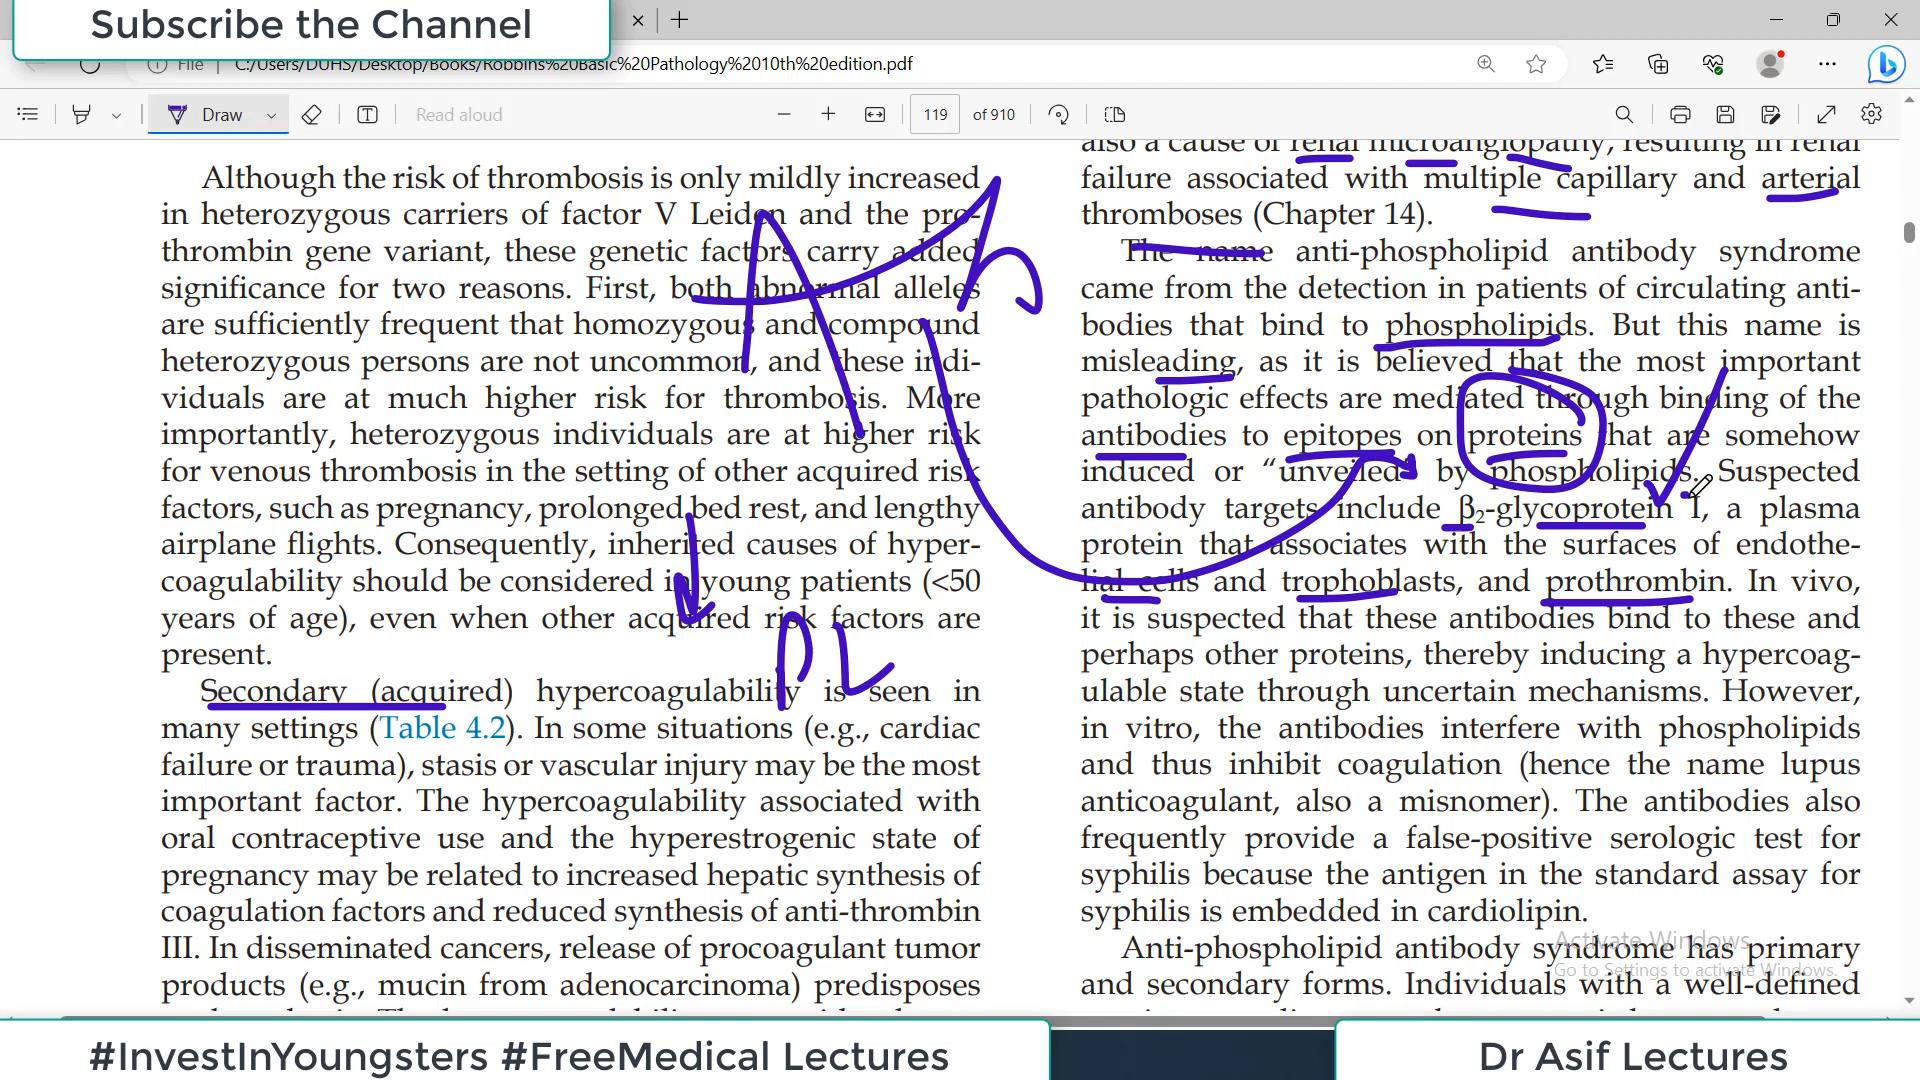 Subscribe the Channel
File
C:/Users/DUHS/Desktop/Books/Robbins%20Basic%20Pathology%2010th%20edition.pdf
Draw
Read aloud
119 of 910
Although the risk of thrombosis is only mildly increased
in heterozygous carriers of factor V Leiden and the pro-
thrombin gene variant, these genetic factors carry added
significance for two reasons. First, both abnormal alleles
are sufficiently frequent that homozygous and compound
heterozygous persons are not uncommon, and these indi-
viduals are at much higher risk for thrombosis. More
importantly, heterozygous individuals are at higher risk
for venous thrombosis in the setting of other acquired risk
factors, such as pregnancy, prolonged bed rest, and lengthy
airplane flights. Consequently, inherited causes of hyper-
coagulability should be considered in young patients (<50
years of age), even when other acquired risk factors are
present.
Secondary (acquired) hypercoagulability is seen in
many settings (Table 4.2). In some situations (e.g., cardiac
failure or trauma), stasis or vascular injury may be the most
important factor. The hypercoagulability associated with
oral contraceptive use and the hyperestrogenic state of
pregnancy may be related to increased hepatic synthesis of
coagulation factors and reduced synthesis of anti-thrombin
III. In disseminated cancers, release of procoagulant tumor
products (e.g., mucin from adenocarcinoma) predisposes
PL
also a cause of renal microangiopathy, resulting in renal
failure associated with multiple capillary and arterial
thromboses (Chapter 14).
The name anti-phospholipid antibody syndrome
came from the detection in patients of circulating anti-
bodies that bind to phospholipids. But this name is
misleading, as it is believed that the most important
pathologic effects are mediated through binding of the
antibodies to epitopes on proteins that are somehow
induced or “unveiled” by phospholipids. Suspected
antibody targets include β2-glycoprotein I, a plasma
protein that associates with the surfaces of endothe-
lial cells and trophoblasts, and prothrombin. In vivo,
it is suspected that these antibodies bind to these and
perhaps other proteins, thereby inducing a hypercoag-
ulable state through uncertain mechanisms. However,
in vitro, the antibodies interfere with phospholipids
and thus inhibit coagulation (hence the name lupus
anticoagulant, also a misnomer). The antibodies also
frequently provide a false-positive serologic test for
syphilis because the antigen in the standard assay for
syphilis is embedded in cardiolipin.
Anti-phospholipid antibody syndrome has primary
and secondary forms. Individuals with a well-defined
Activate Windows
Go to Settings to activate Windows.
#InvestInYoungsters #FreeMedical Lectures
Dr Asif Lectures